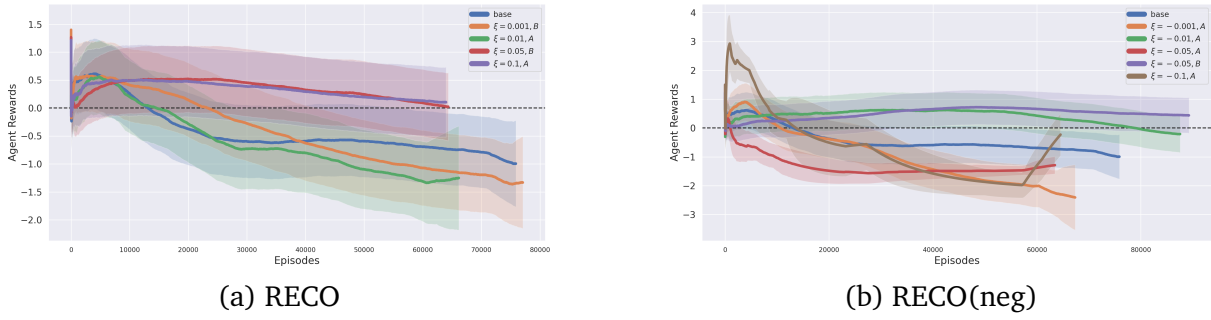 1.5
1.0
0.5
0.0
−0.5
−1.0
−1.5
−2.0
Agent Rewards
0
10000
20000
30000
40000
50000
60000
70000
80000
Episodes
base
ξ = 0.001, B
ξ = 0.01, A
ξ = 0.05, B
ξ = 0.1, A
(a) RECO
4
3
2
1
0
−1
−2
−3
Agent Rewards
0
20000
40000
60000
80000
Episodes
base
ξ = −0.001, A
ξ = −0.01, A
ξ = −0.05, A
ξ = −0.05, B
ξ = −0.1, A
(b) RECO(neg)